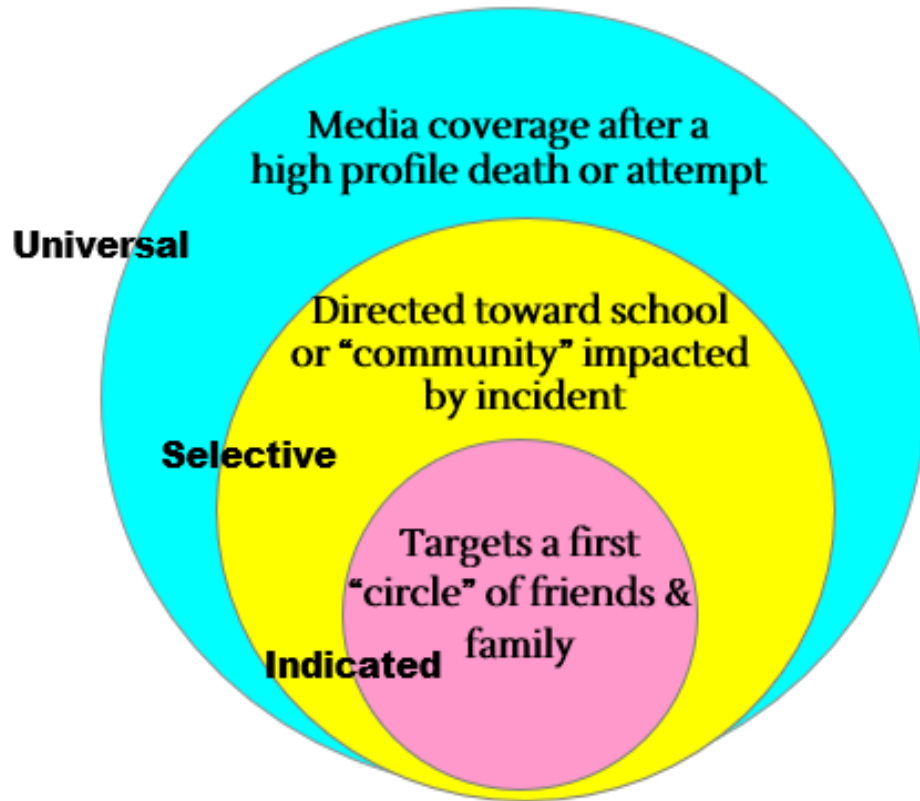 Media coverage after a
high profile death or attempt
Universal
Directed toward school
or “community” impacted
by incident
Selective
Targets a first
“circle” of friends &
family
Indicated